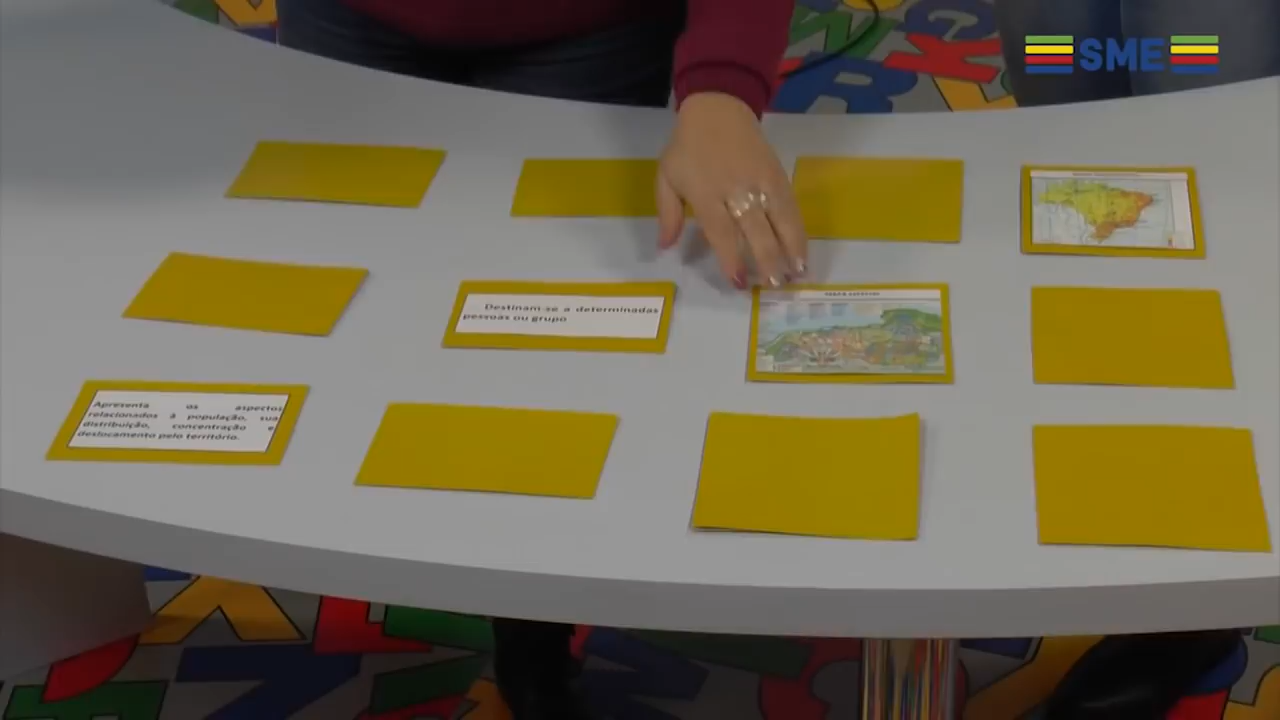 SME
Destinam-se a determinadas
pessoas ou grupo
Apresenta os aspectos
relacionados à população, sua
distribuição, concentração e
deslocamento pelo território.